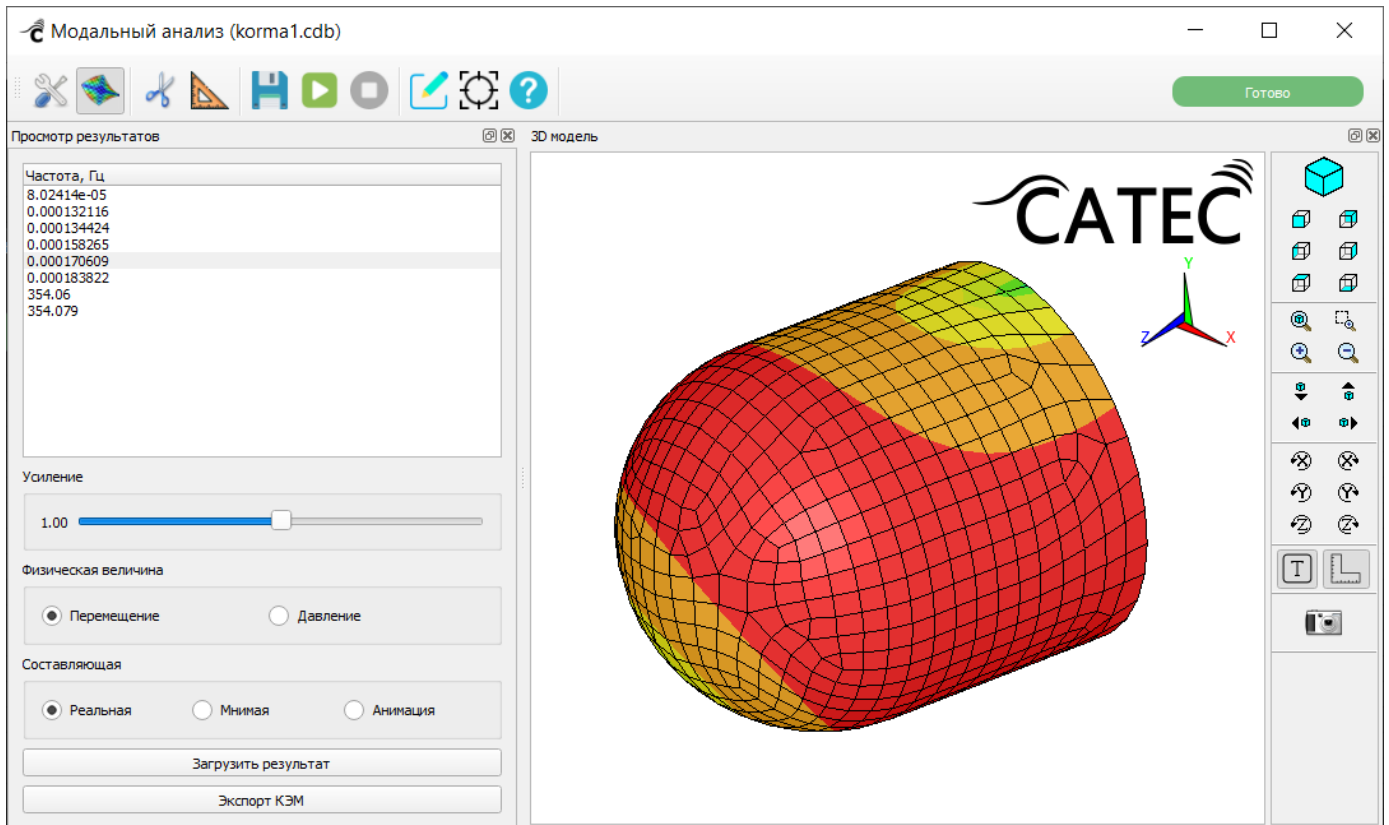 Модальный анализ (korma1.cdb)
Готово
Просмотр результатов
3D модель
Частота, Гц
8.02414e-05
0.000132116
0.000134424
0.000158265
0.000170609
0.000183822
354.06
354.079
Усиление
1.00
Физическая величина
Перемещение
Давление
Составляющая
Реальная
Мнимая
Анимация
Загрузить результат
Экспорт КЭМ
CATEC
Y
Z
X
X
X
Y
Y
Z
Z
T